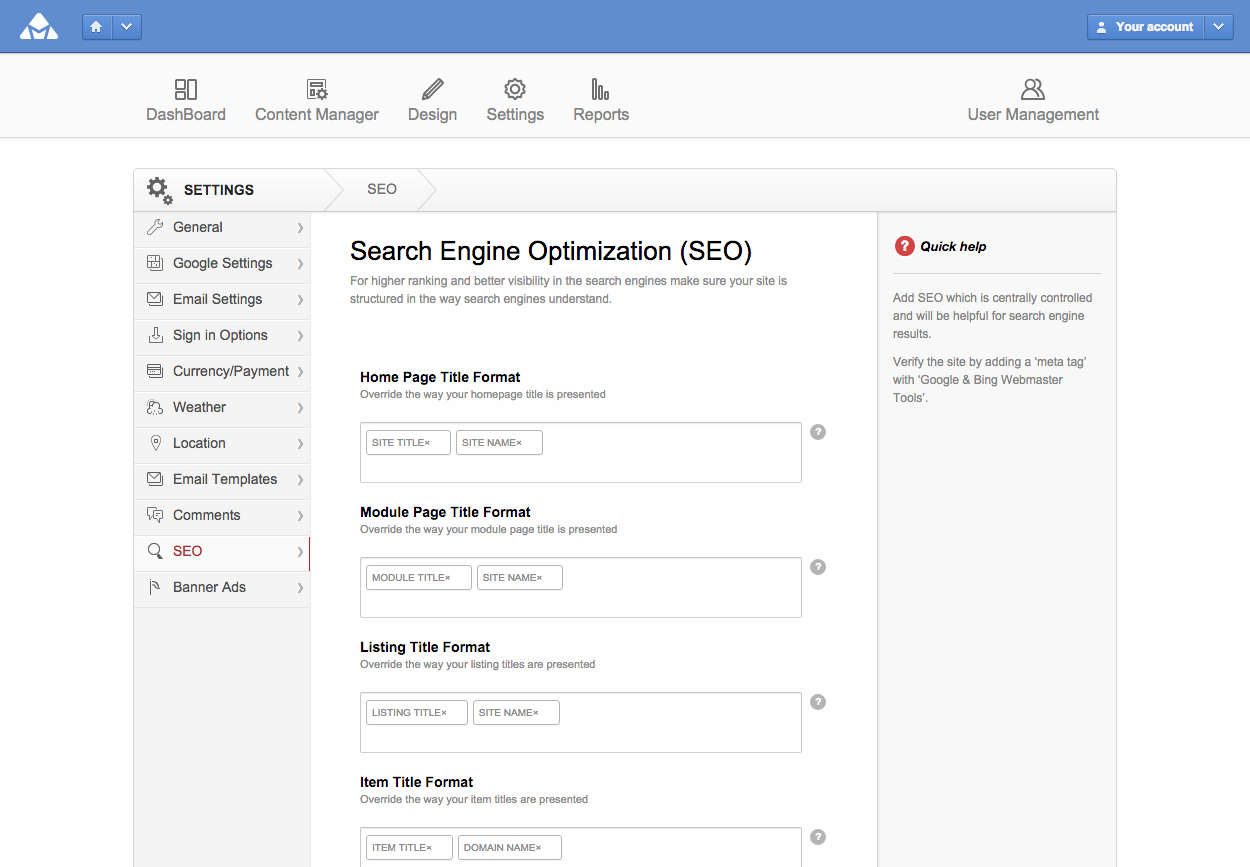 Your account
DashBoard
Content Manager
Design
Settings
Reports
User Management
SETTINGS
SEO
General
Google Settings
Email Settings
Sign in Options
Currency/Payment
Weather
Location
Email Templates
Comments
SEO
Banner Ads
Search Engine Optimization (SEO)
For higher ranking and better visibility in the search engines make sure your site is
structured in the way search engines understand.
Home Page Title Format
Override the way your homepage title is presented
SITE TITLE× SITE NAME×
?
Module Page Title Format
Override the way your module page title is presented
MODULE TITLE× SITE NAME×
?
Listing Title Format
Override the way your listing titles are presented
LISTING TITLE× SITE NAME×
?
Item Title Format
Override the way your item titles are presented
ITEM TITLE× DOMAIN NAME×
?
? Quick help
Add SEO which is centrally controlled
and will be helpful for search engine
results.
Verify the site by adding a ‘meta tag’
with ‘Google & Bing Webmaster
Tools’.